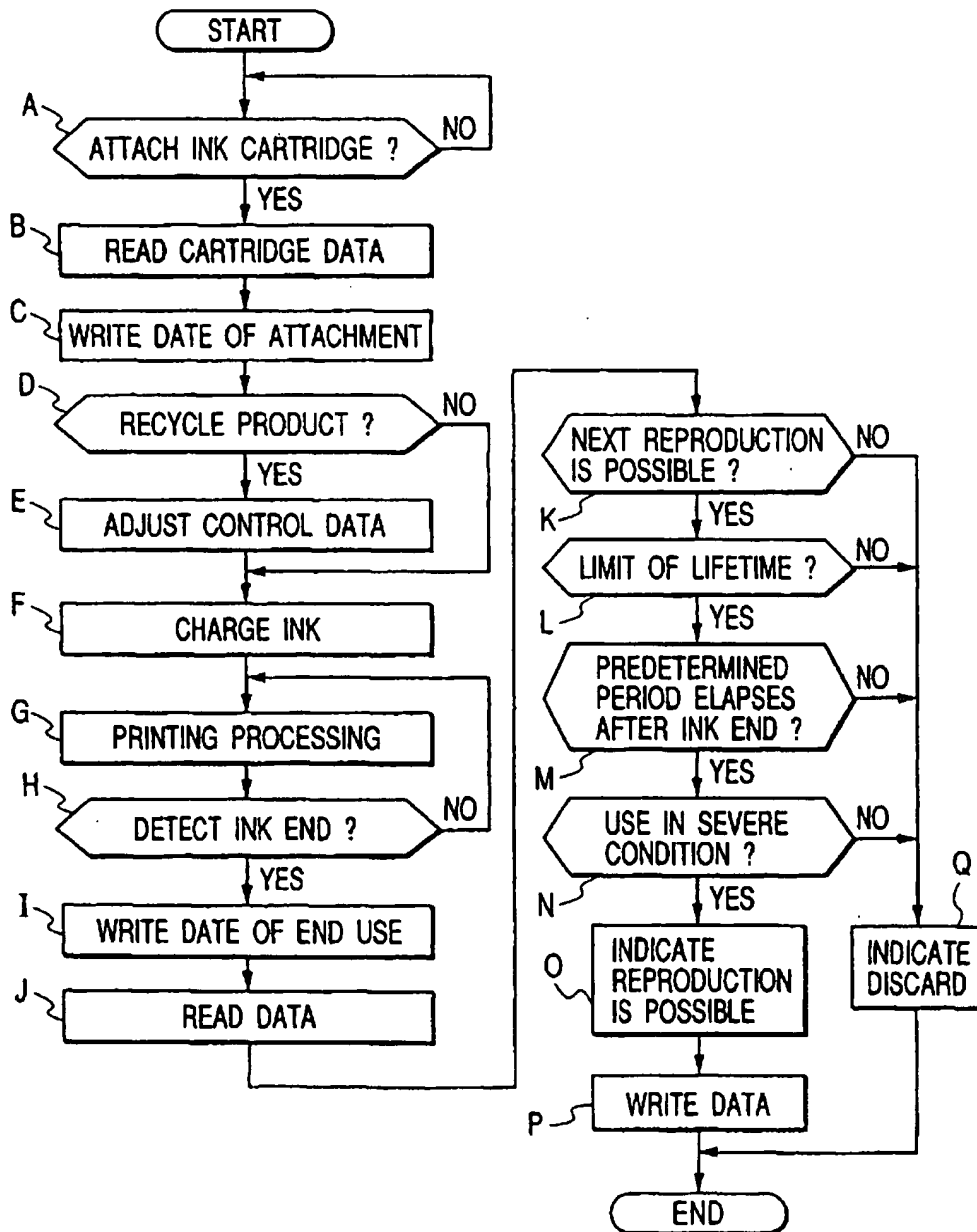 START
A
ATTACH INK CARTRIDGE ?
NO
YES
B
READ CARTRIDGE DATA
C
WRITE DATE OF ATTACHMENT
D
RECYCLE PRODUCT ?
NO
YES
E
ADJUST CONTROL DATA
F
CHARGE INK
G
PRINTING PROCESSING
H
DETECT INK END ?
NO
YES
I
WRITE DATE OF END USE
J
READ DATA
NEXT REPRODUCTION
IS POSSIBLE ?
NO
K
YES
LIMIT OF LIFETIME ?
NO
L
YES
PREDETERMINED
PERIOD ELAPSES
AFTER INK END ?
NO
M
YES
USE IN SEVERE
CONDITION ?
NO
N
YES
O
INDICATE
REPRODUCTION
IS POSSIBLE
Q
INDICATE
DISCARD
P
WRITE DATA
END